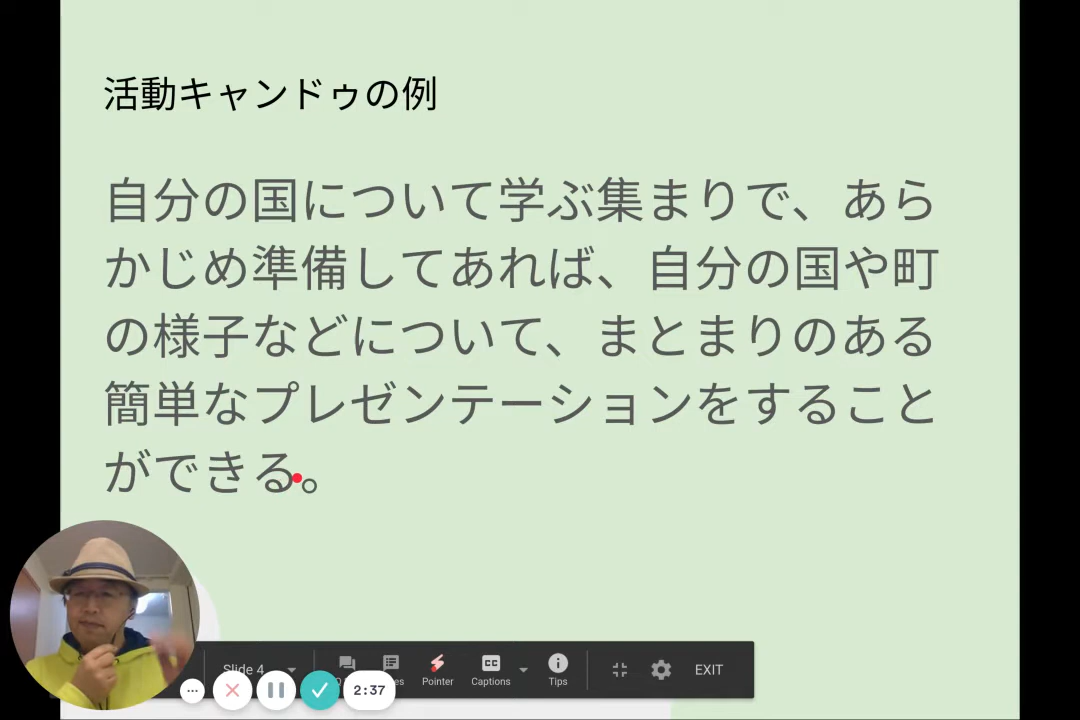 活動キャンドゥの例
自分の国について学ぶ集まりで、あら
かじめ準備してあれば、自分の国や町
の様子などについて、まとまりのある
簡単なプレゼンテーションをすること
ができる。
Slide 4
Pointer
Captions
Tips
EXIT
2:37